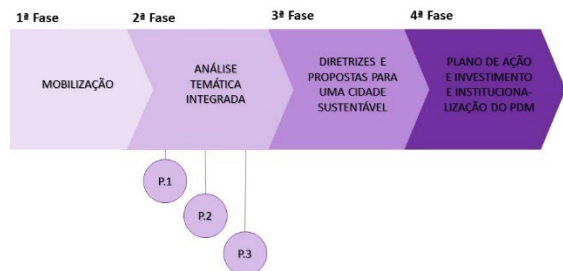 1ª Fase
2ª Fase
3ª Fase
4ª Fase
MOBILIZAÇÃO
ANÁLISE
TEMÁTICA
INTEGRADA
DIRETRIZES E
PROPOSTAS PARA
UMA CIDADE
SUSTENTÁVEL
PLANO DE AÇÃO
E INVESTIMENTO
E INSTITUCIONA-
LIZAÇÃO DO PDM
P.1
P.2
P.3